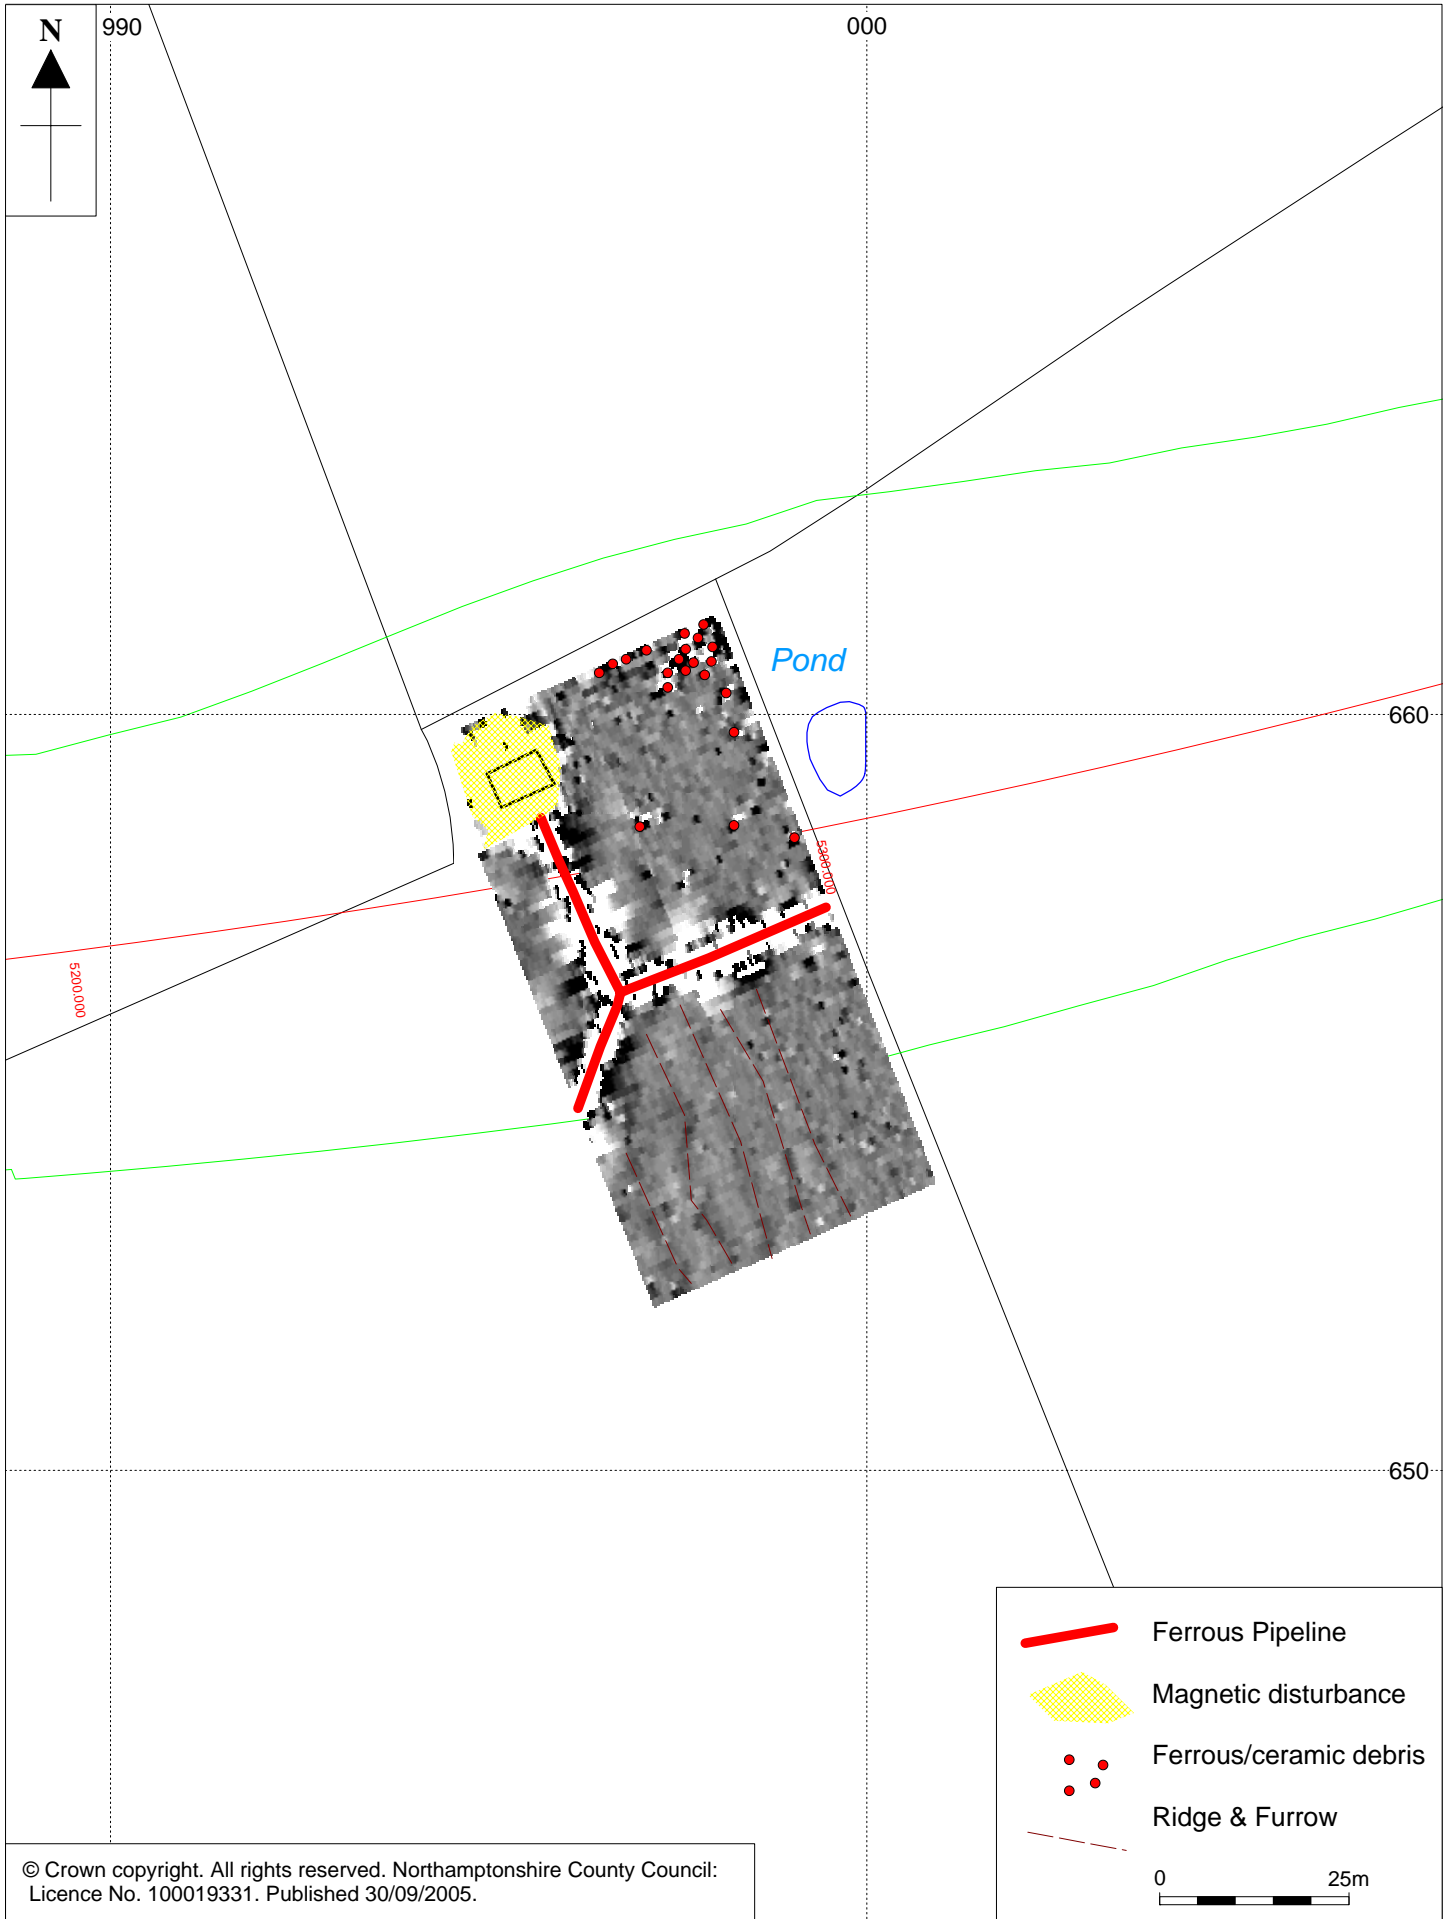 N
990
000
Pond
660
5300.000
5200.000
650
Ferrous Pipeline
Magnetic disturbance
Ferrous/ceramic debris
Ridge & Furrow
0
25m
© Crown copyright. All rights reserved. Northamptonshire County Council:
Licence No. 100019331. Published 30/09/2005.